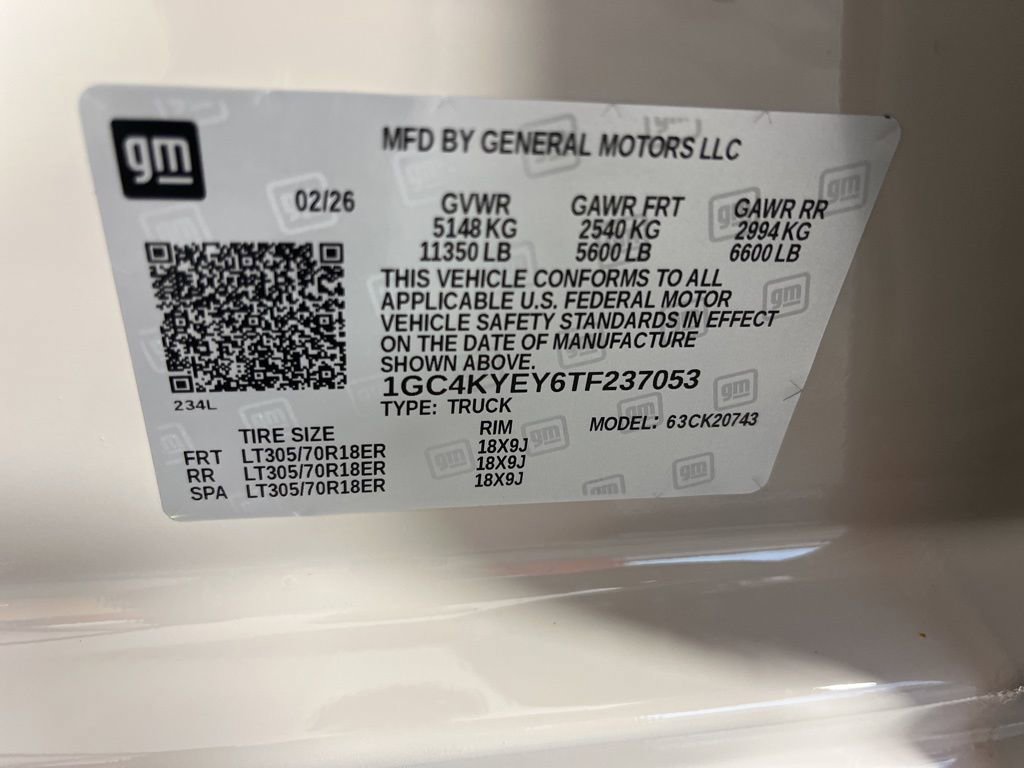 gm
MFD BY GENERAL MOTORS LLC
02/26
GVWR GAWR FRT GAWR RR
5148 KG 2540 KG 2994 KG
11350 LB 5600 LB 6600 LB
THIS VEHICLE CONFORMS TO ALL
APPLICABLE U.S. FEDERAL MOTOR
VEHICLE SAFETY STANDARDS IN EFFECT
ON THE DATE OF MANUFACTURE
SHOWN ABOVE.
1GC4KYEY6TF237053
234L
TYPE: TRUCK
MODEL: 63CK20743
TIRE SIZE RIM
FRT LT305/70R18ER 18X9J
RR LT305/70R18ER 18X9J
SPA LT305/70R18ER 18X9J